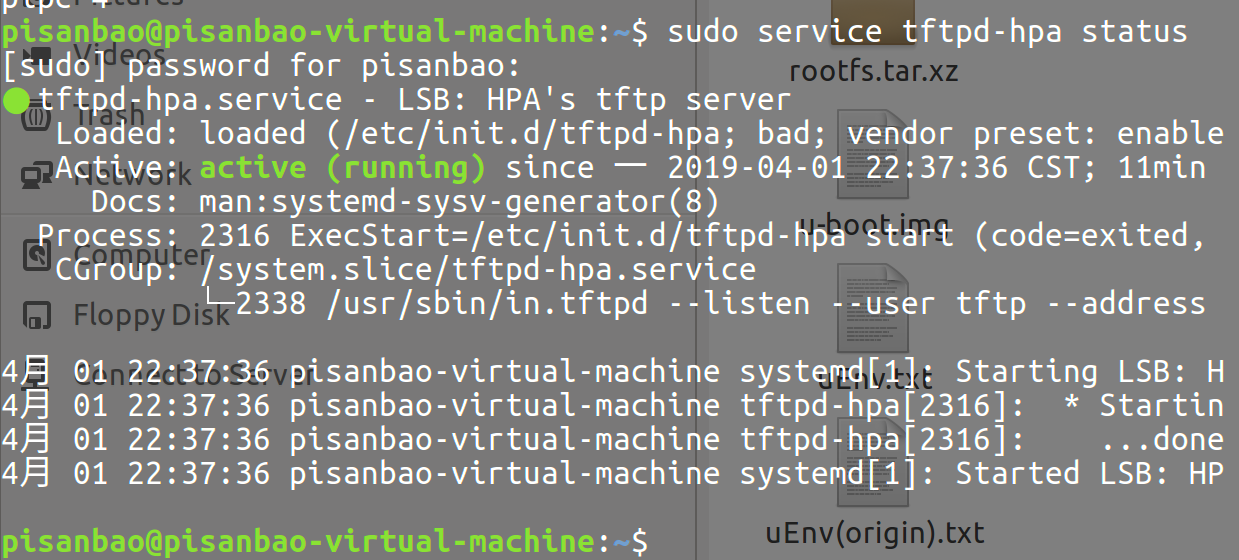 ptpc 4
pisanbao@pisanbao-virtual-machine:~$ sudo service tftpd-hpa status
[sudo] password for pisanbao:
● tftpd-hpa.service - LSB: HPA's tftp server
Loaded: loaded (/etc/init.d/tftpd-hpa; bad; vendor preset: enable
Active: active (running) since 一 2019-04-01 22:37:36 CST; 11min
Docs: man:systemd-sysv-generator(8)
Process: 2316 ExecStart=/etc/init.d/tftpd-hpa start (code=exited,
CGroup: /system.slice/tftpd-hpa.service
└─2338 /usr/sbin/in.tftpd --listen --user tftp --address
4月 01 22:37:36 pisanbao-virtual-machine systemd[1]: Starting LSB: H
4月 01 22:37:36 pisanbao-virtual-machine tftpd-hpa[2316]:  * Startin
4月 01 22:37:36 pisanbao-virtual-machine tftpd-hpa[2316]:    ...done
4月 01 22:37:36 pisanbao-virtual-machine systemd[1]: Started LSB: HP
pisanbao@pisanbao-virtual-machine:~$
Pictures
Videos
Trash
Network
Computer
Floppy Disk
Connect to Server
rootfs.tar.xz
u-boot.img
uEnv.txt
uEnv(origin).txt